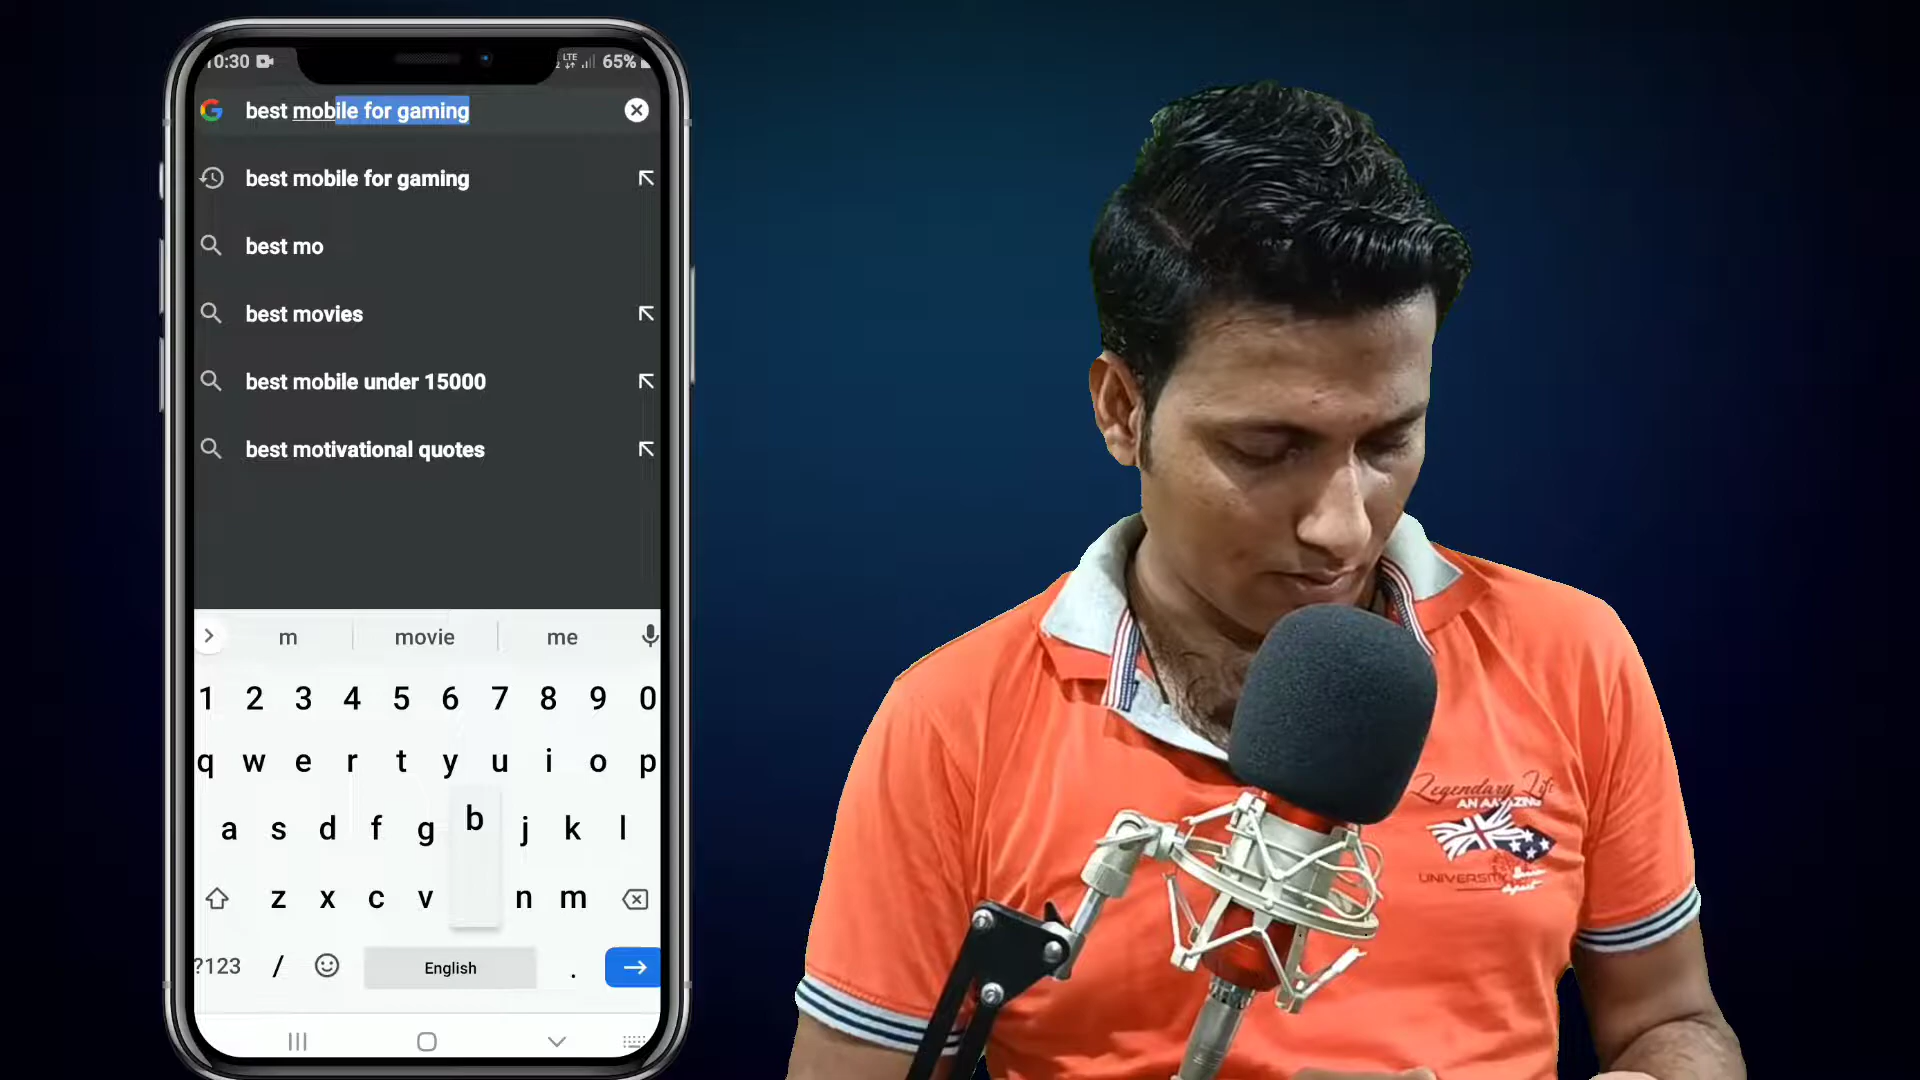 10:30 LTE 65%
best mobile for gaming
best mobile for gaming
best mo
best movies
best mobile under 15000
best motivational quotes
m movie me
1 2 3 4 5 6 7 8 9 0
q w e r t y u i o p
a s d f g b j k l
z x c v n m
?123 / English .
Legendary
AN AMAZING
UNIVERSITY